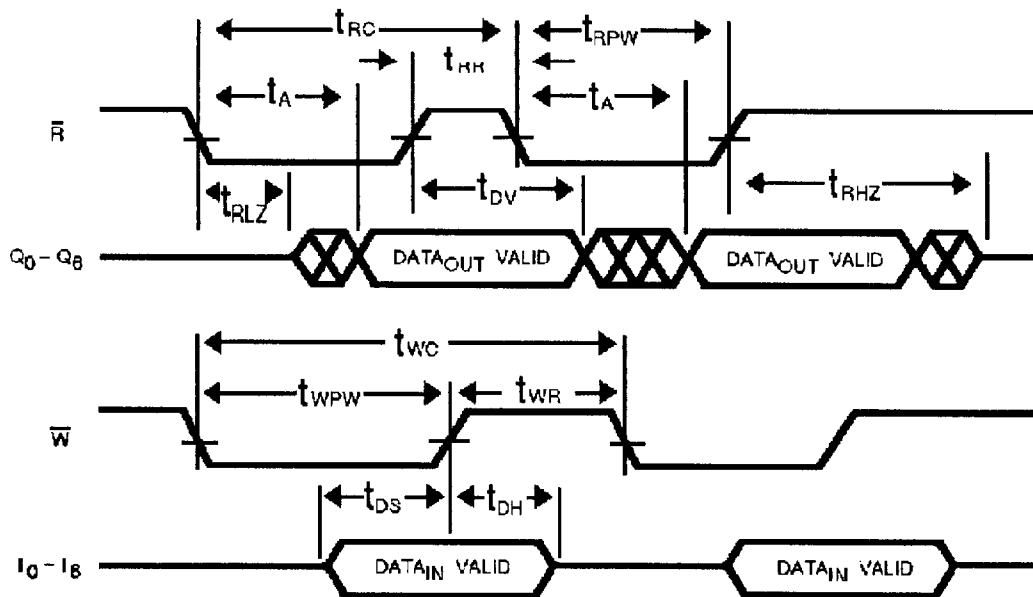 tRC tRPW
tRR
tA tA
R̅
tRLZ tDV tRHZ
Q0 – Q8 DATAOUT VALID DATAOUT VALID
tWC
tWPW tWR
W̅
tDS tDH
I0 – I8 DATAIN VALID DATAIN VALID